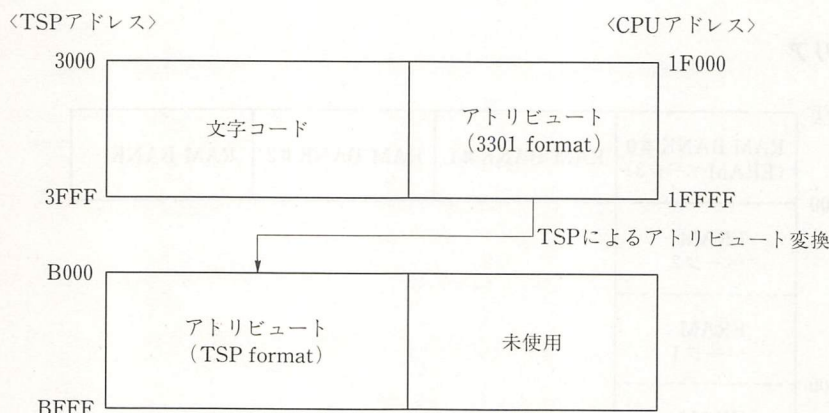 〈TSPアドレス〉
〈CPUアドレス〉
3000
1F000
文字コード
アトリビュート
(3301 format)
3FFF
1FFFF
TSPによるアトリビュート変換
B000
アトリビュート
(TSP format)
未使用
BFFF